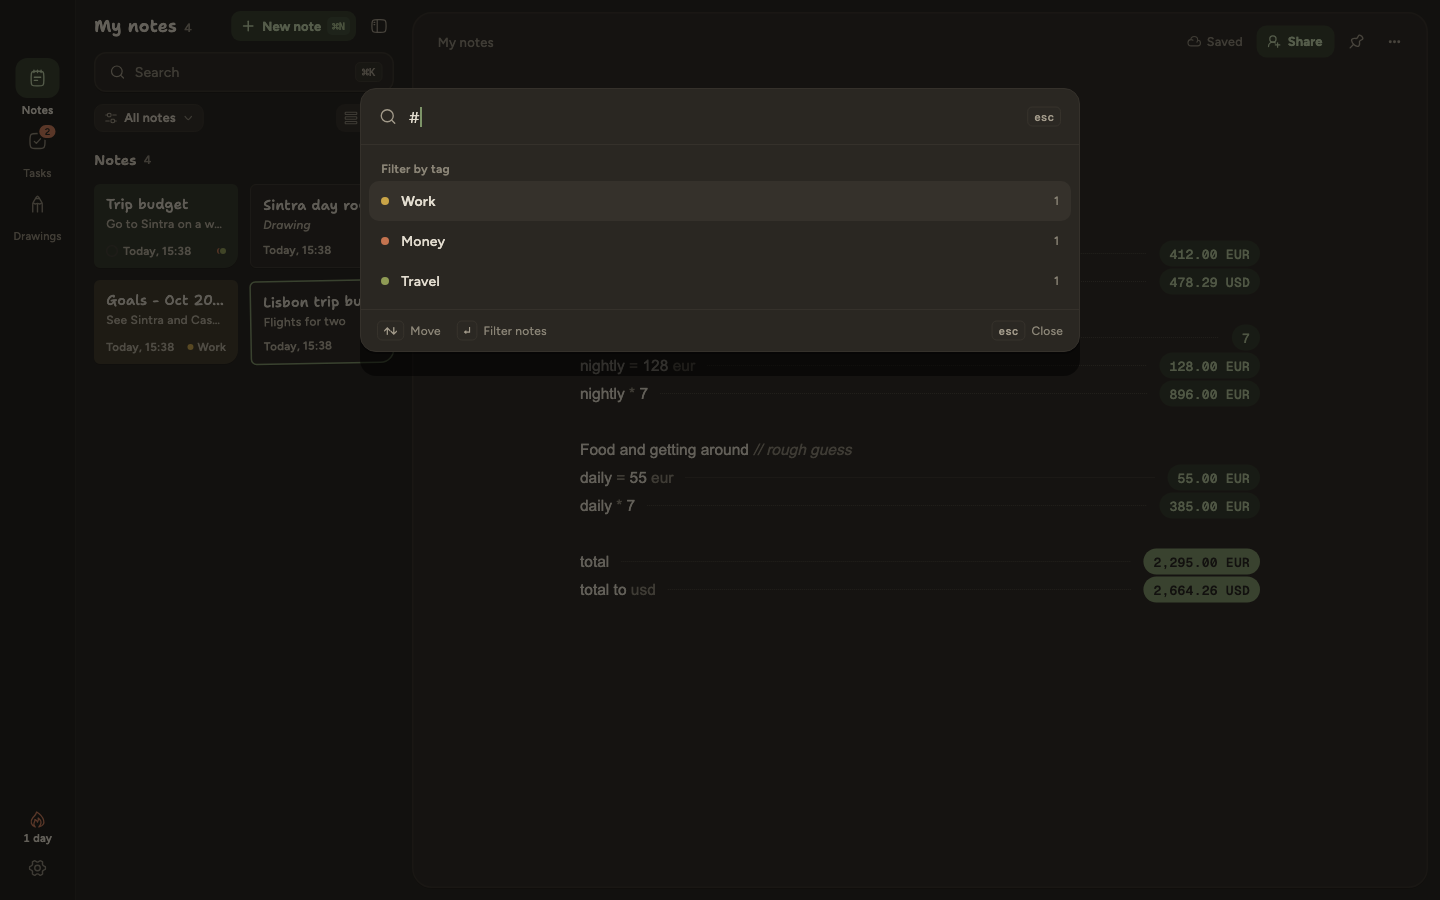 My notes 4
New note ⌘N
Search ⌘K
All notes
Notes 4
Trip budget
Go to Sintra on a w...
Today, 15:38
Sintra day ro
Drawing
Today, 15:38
Goals - Oct 20...
See Sintra and Cas...
Today, 15:38 Work
Lisbon trip bu
Flights for two
Today, 15:38
Notes
2
Tasks
Drawings
1 day
My notes
Saved
Share
#
esc
Filter by tag
Work 1
Money 1
Travel 1
Move
Filter notes
esc Close
412.00 EUR
478.29 USD
7
nightly = 128 eur 128.00 EUR
nightly * 7 896.00 EUR
Food and getting around // rough guess
daily = 55 eur 55.00 EUR
daily * 7 385.00 EUR
total 2,295.00 EUR
total to usd 2,664.26 USD